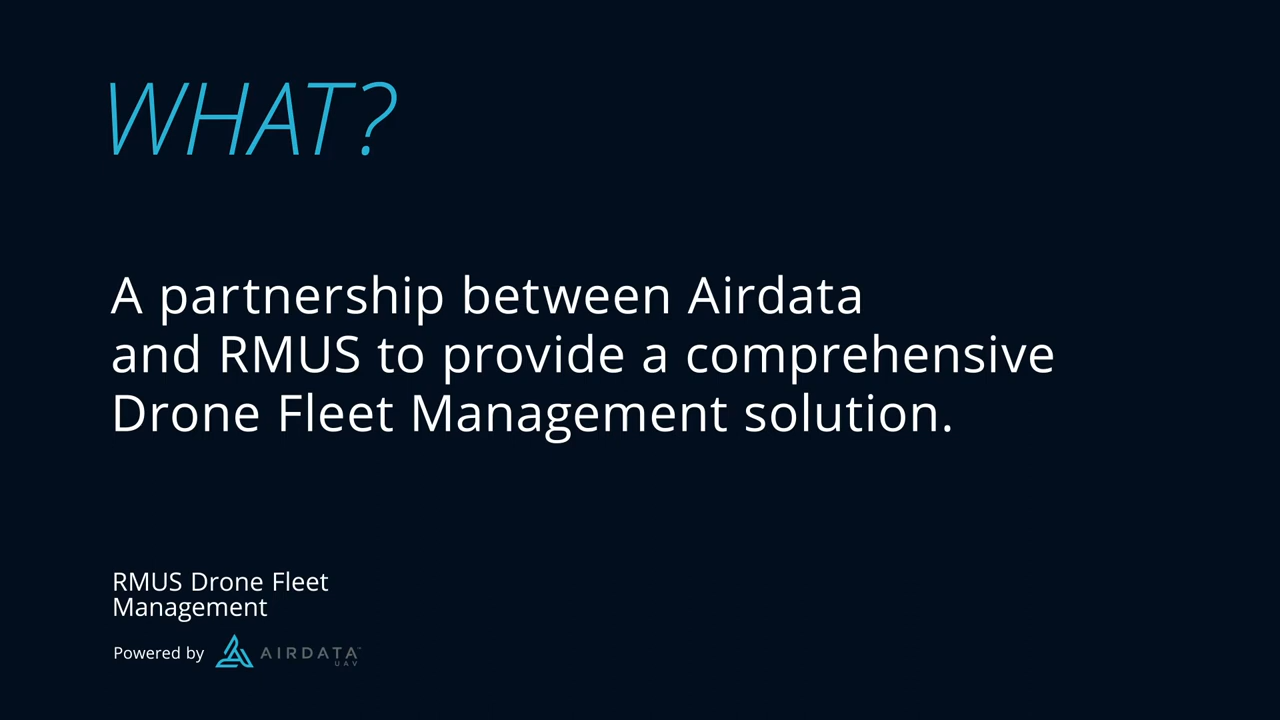 WHAT?
A partnership between Airdata
and RMUS to provide a comprehensive
Drone Fleet Management solution.
RMUS Drone Fleet
Management
Powered by AIRDATA
UAV